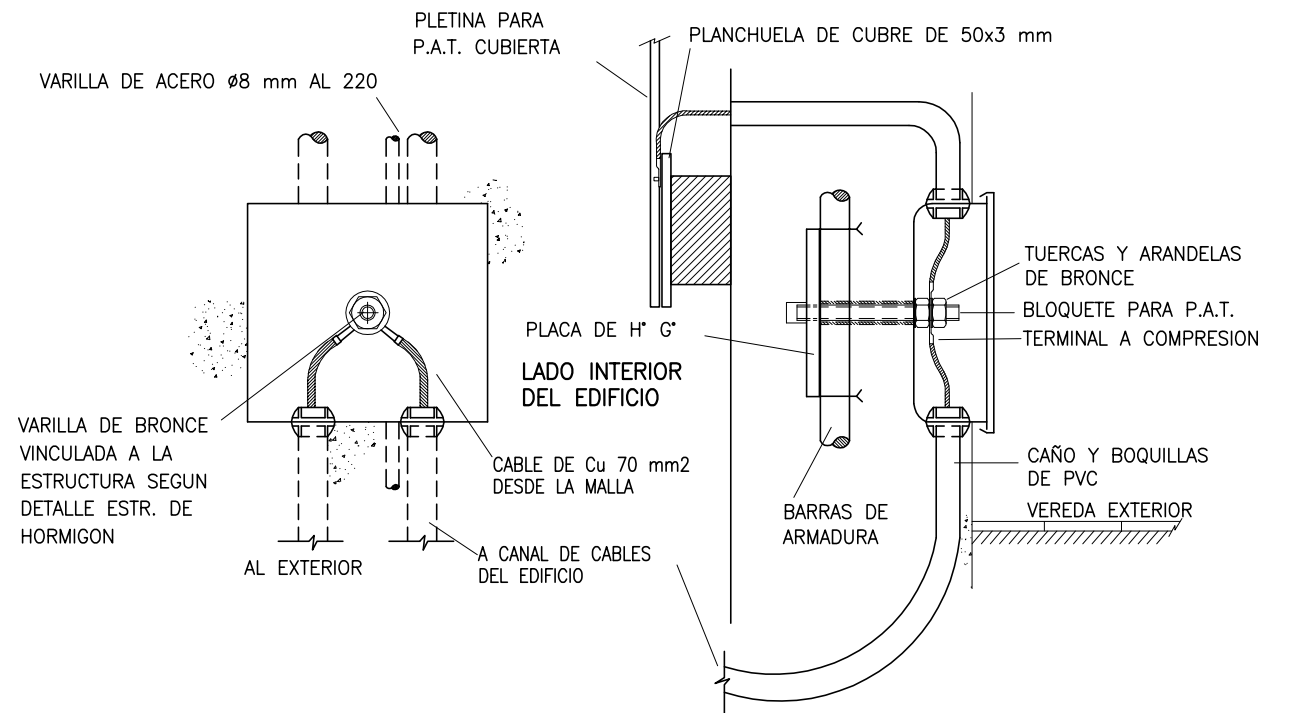 PLETINA PARA
P.A.T. CUBIERTA
PLANCHUELA DE CUBRE DE 50x3 mm
VARILLA DE ACERO ø8 mm AL 220
TUERCAS Y ARANDELAS
DE BRONCE
BLOQUETE PARA P.A.T.
TERMINAL A COMPRESION
PLACA DE H° G°
LADO INTERIOR
DEL EDIFICIO
VARILLA DE BRONCE
VINCULADA A LA
ESTRUCTURA SEGUN
DETALLE ESTR. DE
HORMIGON
CABLE DE Cu 70 mm2
DESDE LA MALLA
CAÑO Y BOQUILLAS
DE PVC
VEREDA EXTERIOR
BARRAS DE
ARMADURA
AL EXTERIOR
A CANAL DE CABLES
DEL EDIFICIO